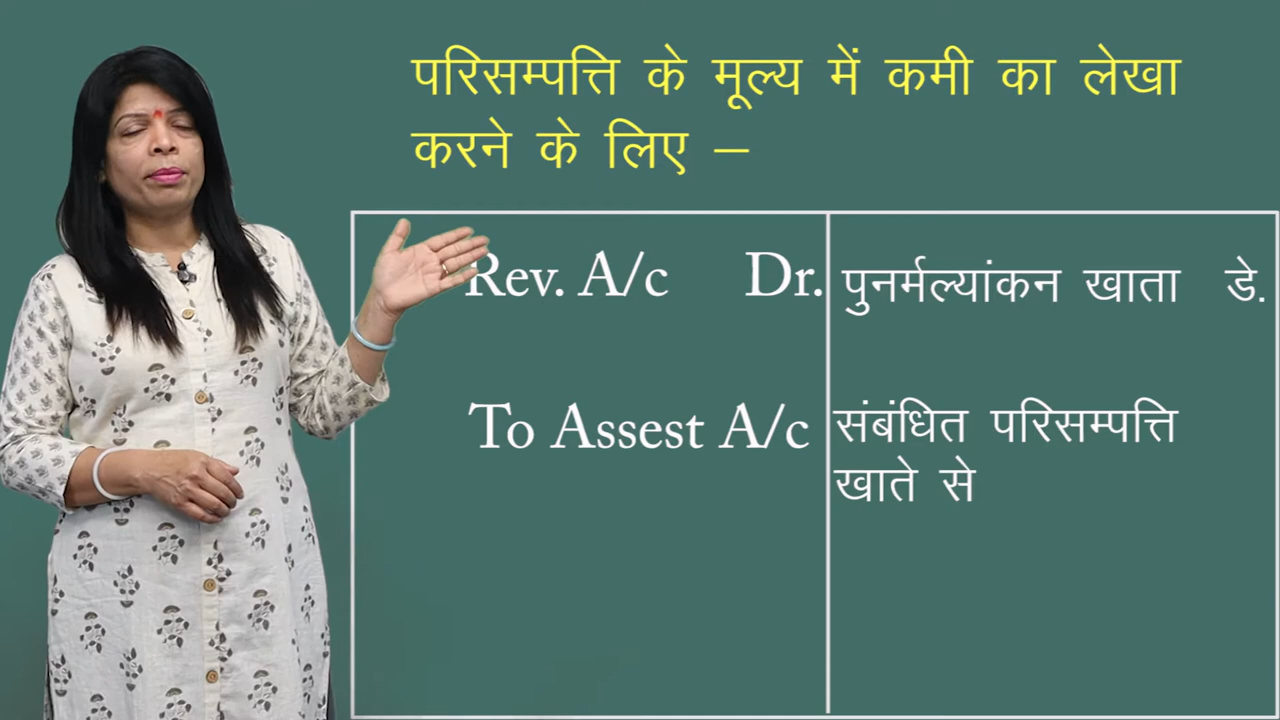 परिसम्पत्ति के मूल्य में कमी का लेखा
करने के लिए –
Rev. A/c Dr.
पुनर्मल्यांकन खाता डे.
To Assest A/c
संबंधित परिसम्पत्ति
खाते से